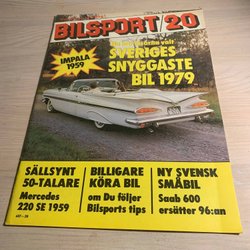 BILSPORT 20
IMPALA
1959
SVERIGES
SNYGGASTE
BIL 1979
SÄLLSYNT
50-TALARE
Mercedes
220 SE 1959
BILLIGARE
KÖRA BIL
om Du följer
Bilsports tips
NY SVENSK
SMÅBIL
Saab 600
ersätter 96:an